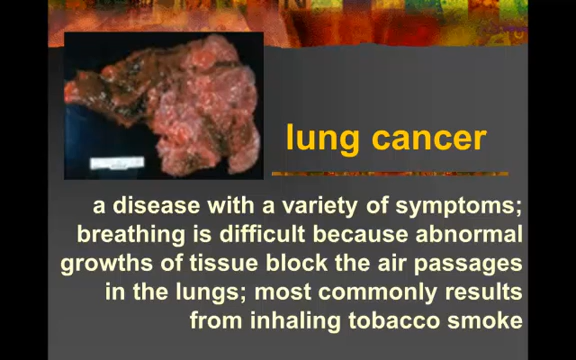 lung cancer
a disease with a variety of symptoms;
breathing is difficult because abnormal
growths of tissue block the air passages
in the lungs; most commonly results
from inhaling tobacco smoke